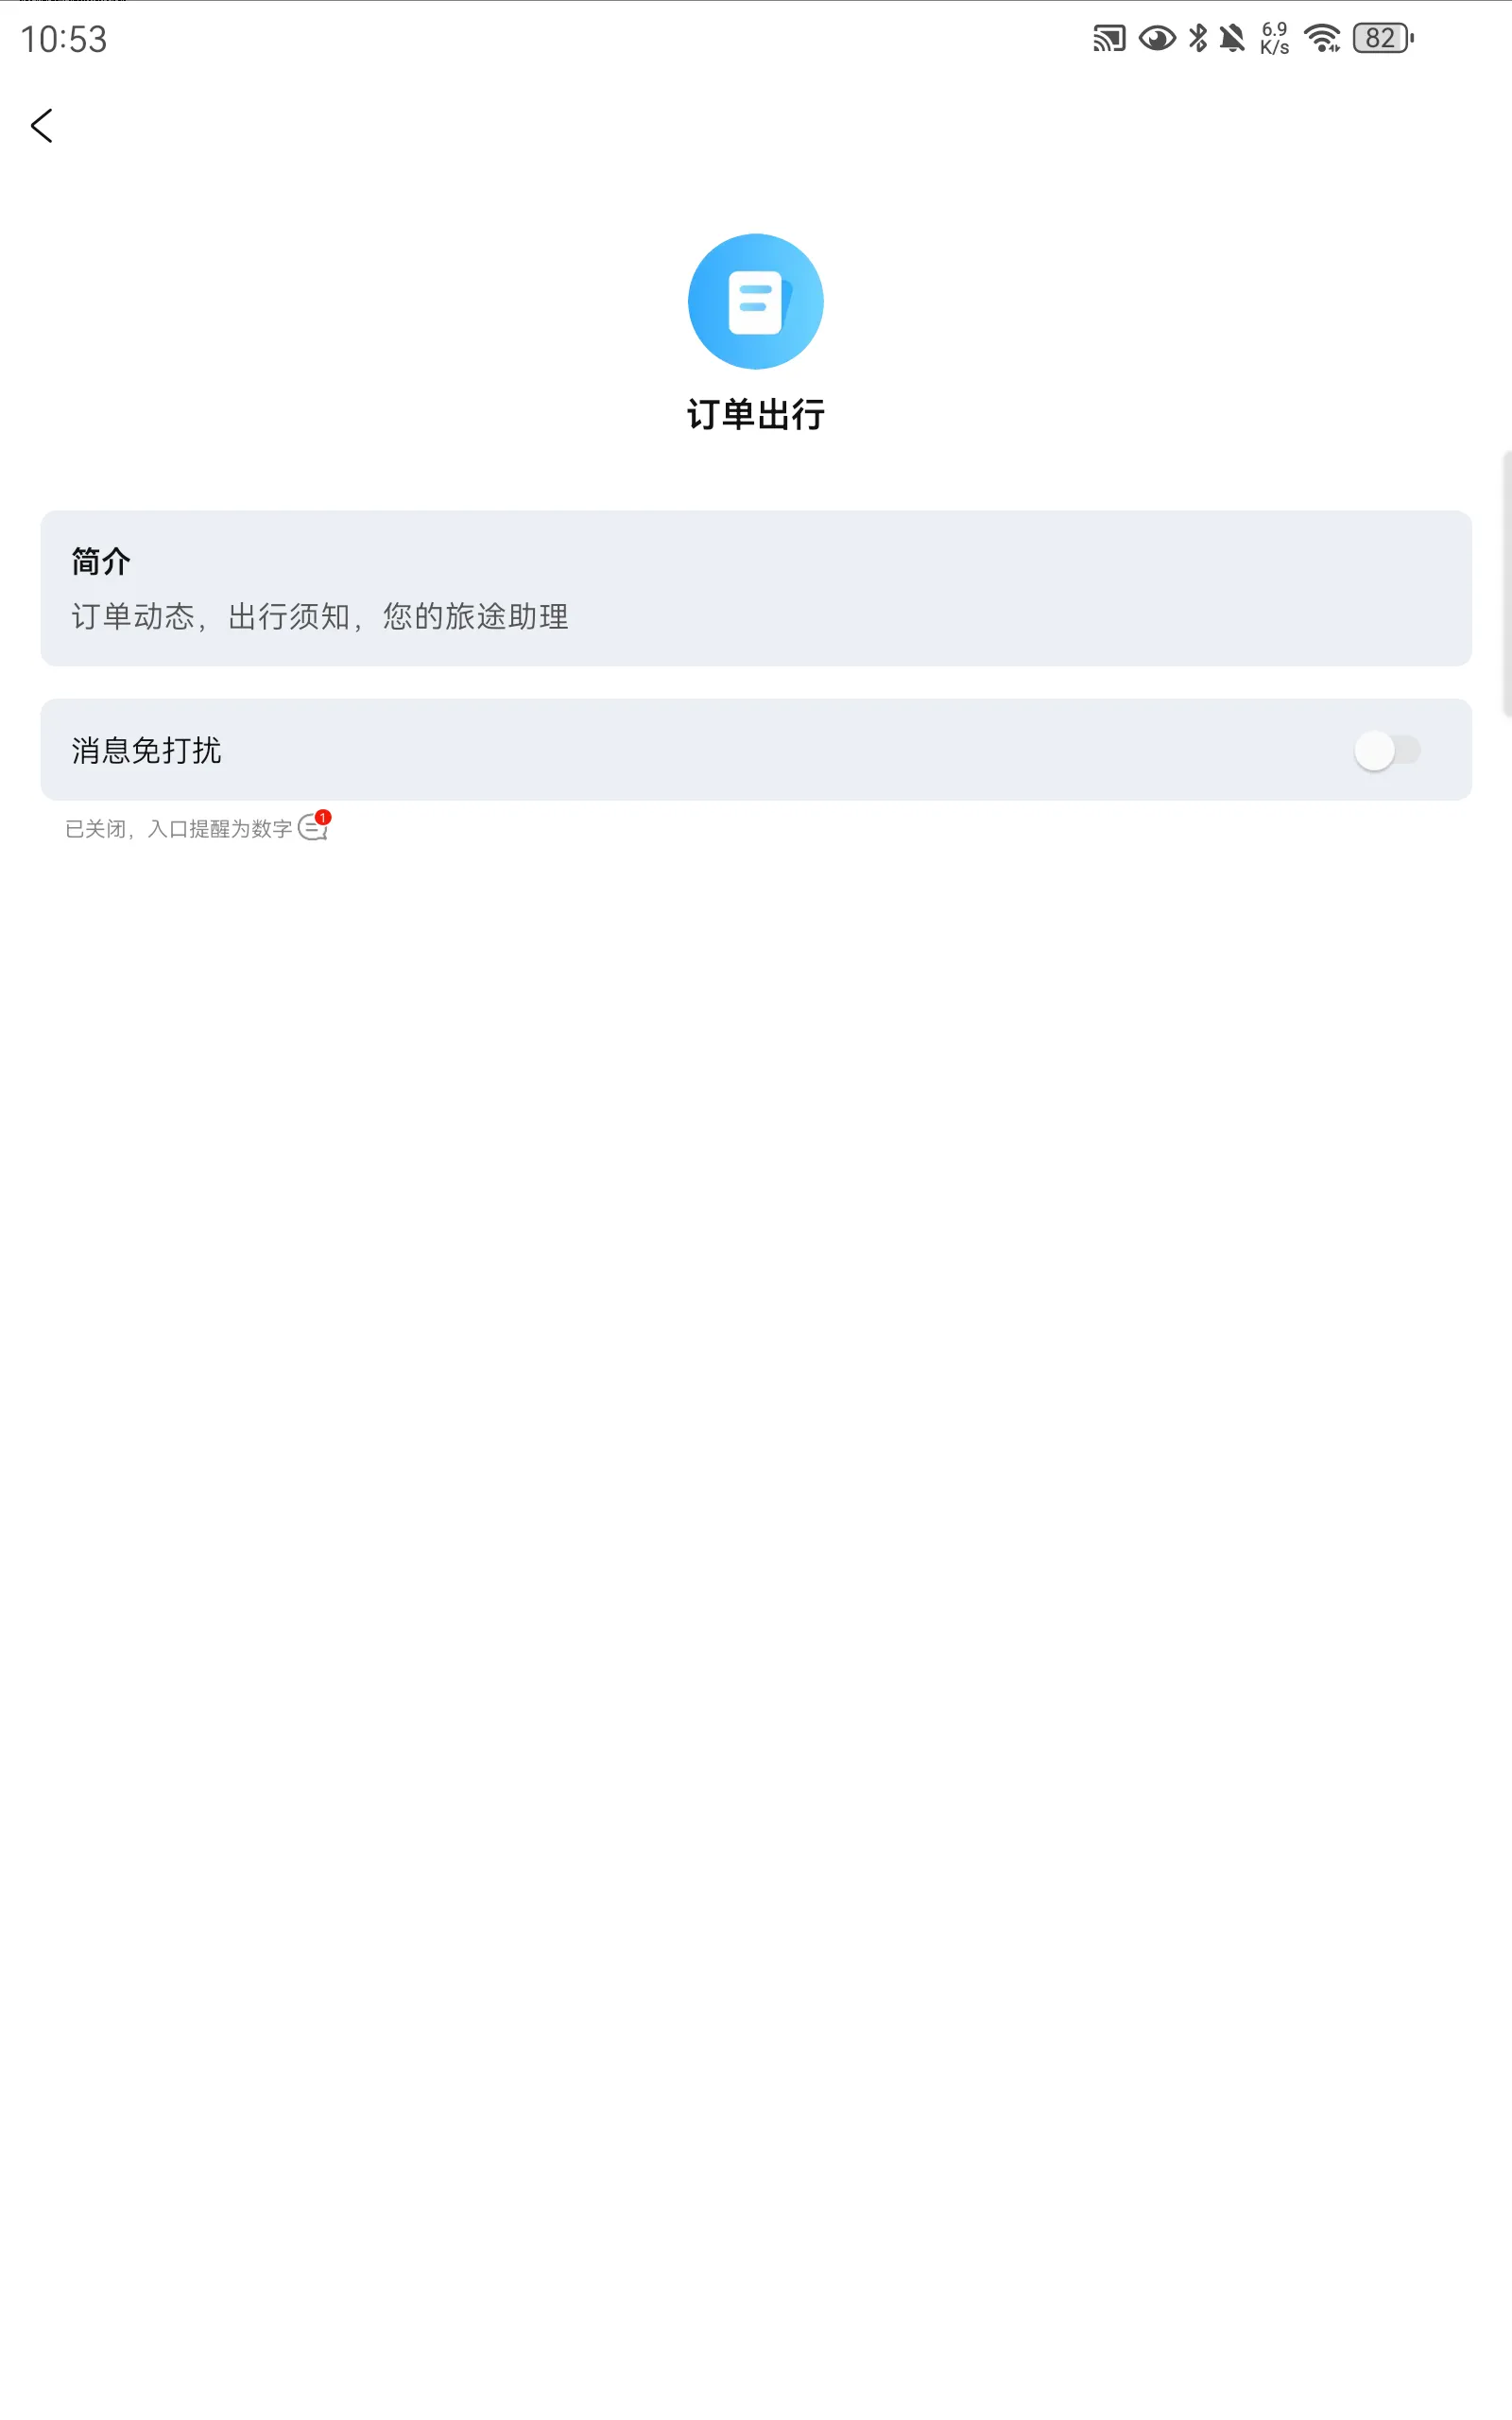 10:53
6.9
K/s
82
订单出行
简介
订单动态，出行须知，您的旅途助理
消息免打扰
已关闭，入口提醒为数字
1